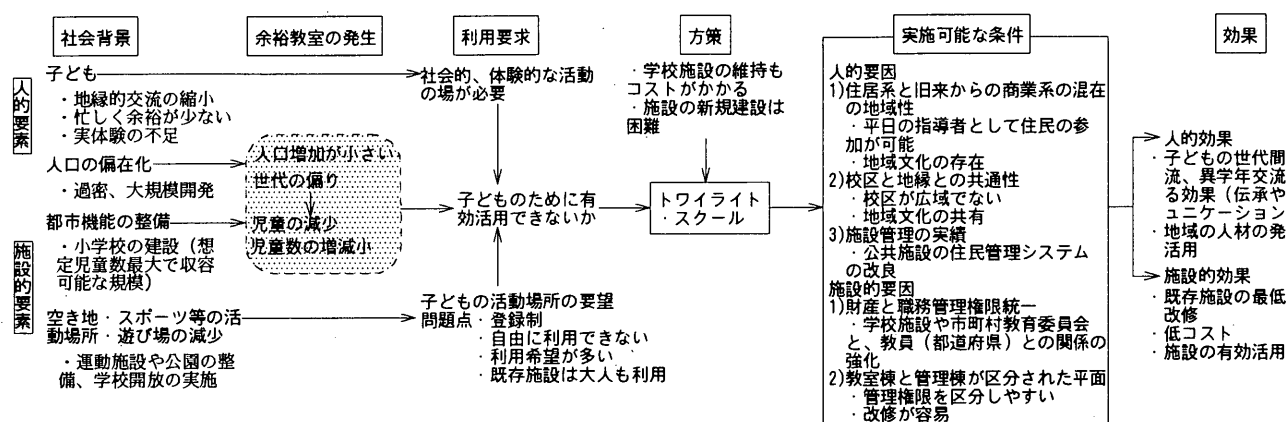 社会背景
余裕教室の発生
利用要求
方策
実施可能な条件
効果
人的要素
子ども
・地縁的交流の縮小
・忙しく余裕が少ない
・実体験の不足
人口の偏在化
・過密、大規模開発
都市機能の整備
・小学校の建設（想
定児童数最大で収容
可能な規模）
施設的要素
空き地・スポーツ等の活
動場所・遊び場の減少
・運動施設や公園の整
備、学校開放の実施
人口増加が小さい
世代の偏り
児童の減少
児童数の増減小
社会的、体験的な活動
の場が必要
子どものために有
効活用できないか
子どもの活動場所の要望
問題点・登録制
・自由に利用できない
・利用希望が多い
・既存施設は大人も利用
・学校施設の維持も
コストがかかる
・施設の新規建設は
困難
トワイライト
・スクール
人的要因
1)住居系と旧来からの商業系の混在
の地域性
・平日の指導者として住民の参
加が可能
・地域文化の存在
2)校区と地縁との共通性
・校区が広域でない
・地域文化の共有
3)施設管理の実績
・公共施設の住民管理システム
の改良
施設的要因
1)財産と職務管理権限統一
・学校施設や市町村教育委員会
と、教員（都道府県）との関係の
強化
2)教室棟と管理棟が区分された平面
・管理権限を区分しやすい
・改修が容易
人的効果
・子どもの世代間
流、異学年交流
る効果（伝承や
ュニケーション
・地域の人材の発
活用
施設的効果
・既存施設の最低
改修
・低コスト
・施設の有効活用